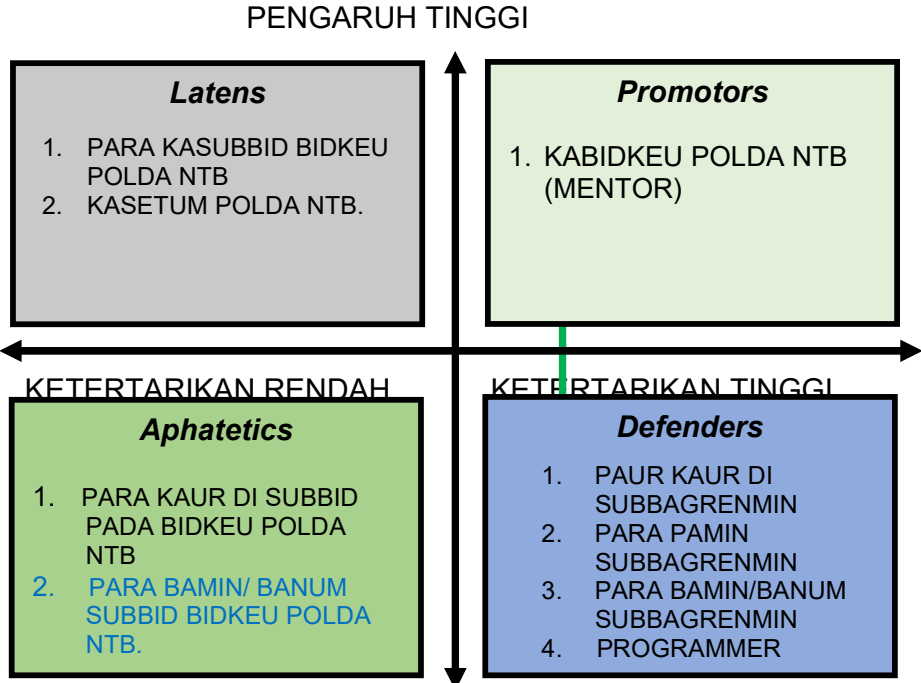 PENGARUH TINGGI
Latens
1. PARA KASUBBID BIDKEU
POLDA NTB
2. KASETUM POLDA NTB.
Promotors
1. KABIDKEU POLDA NTB
(MENTOR)
KETERTARIKAN RENDAH
KETERTARIKAN TINGGI
Aphatetics
1. PARA KAUR DI SUBBID
PADA BIDKEU POLDA
NTB
2. PARA BAMIN/ BANUM
SUBBID BIDKEU POLDA
NTB.
Defenders
1. PAUR KAUR DI
SUBBAGRENMIN
2. PARA PAMIN
SUBBAGRENMIN
3. PARA BAMIN/BANUM
SUBBAGRENMIN
4. PROGRAMMER